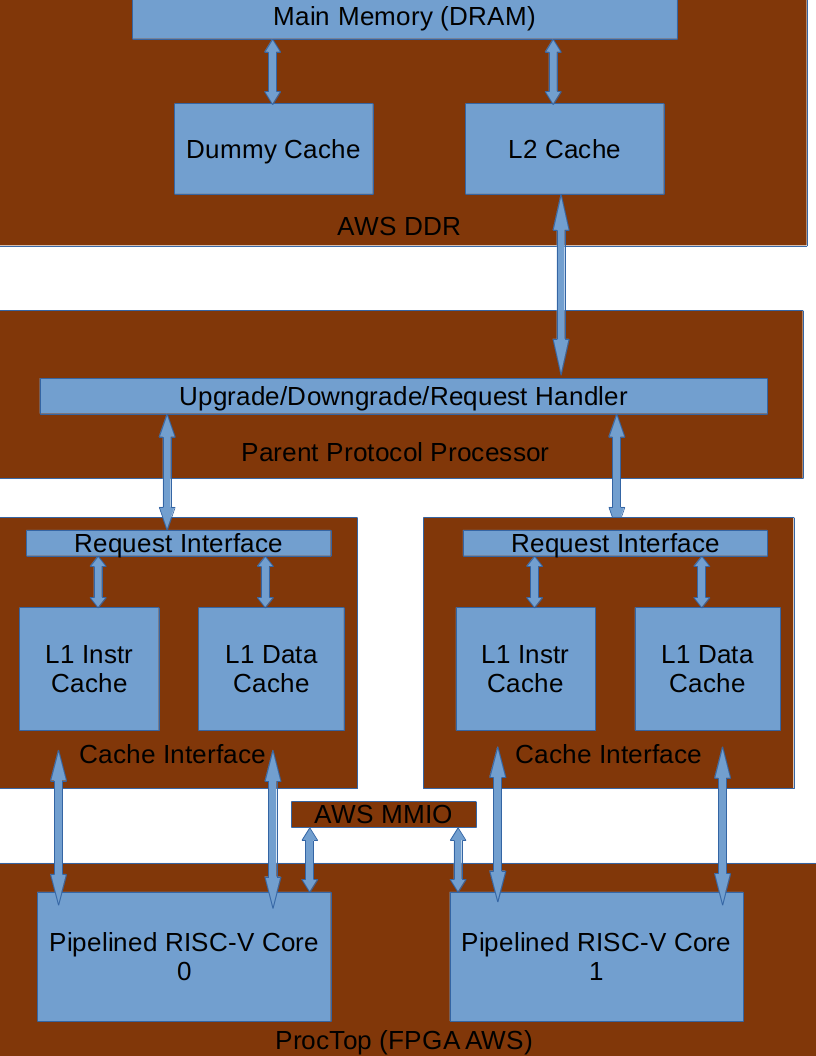 Main Memory (DRAM)
Dummy Cache
L2 Cache
AWS DDR
Upgrade/Downgrade/Request Handler
Parent Protocol Processor
Request Interface
Request Interface
L1 Instr
Cache
L1 Data
Cache
L1 Instr
Cache
L1 Data
Cache
Cache Interface
Cache Interface
AWS MMIO
Pipelined RISC-V Core
0
Pipelined RISC-V Core
1
ProcTop (FPGA AWS)